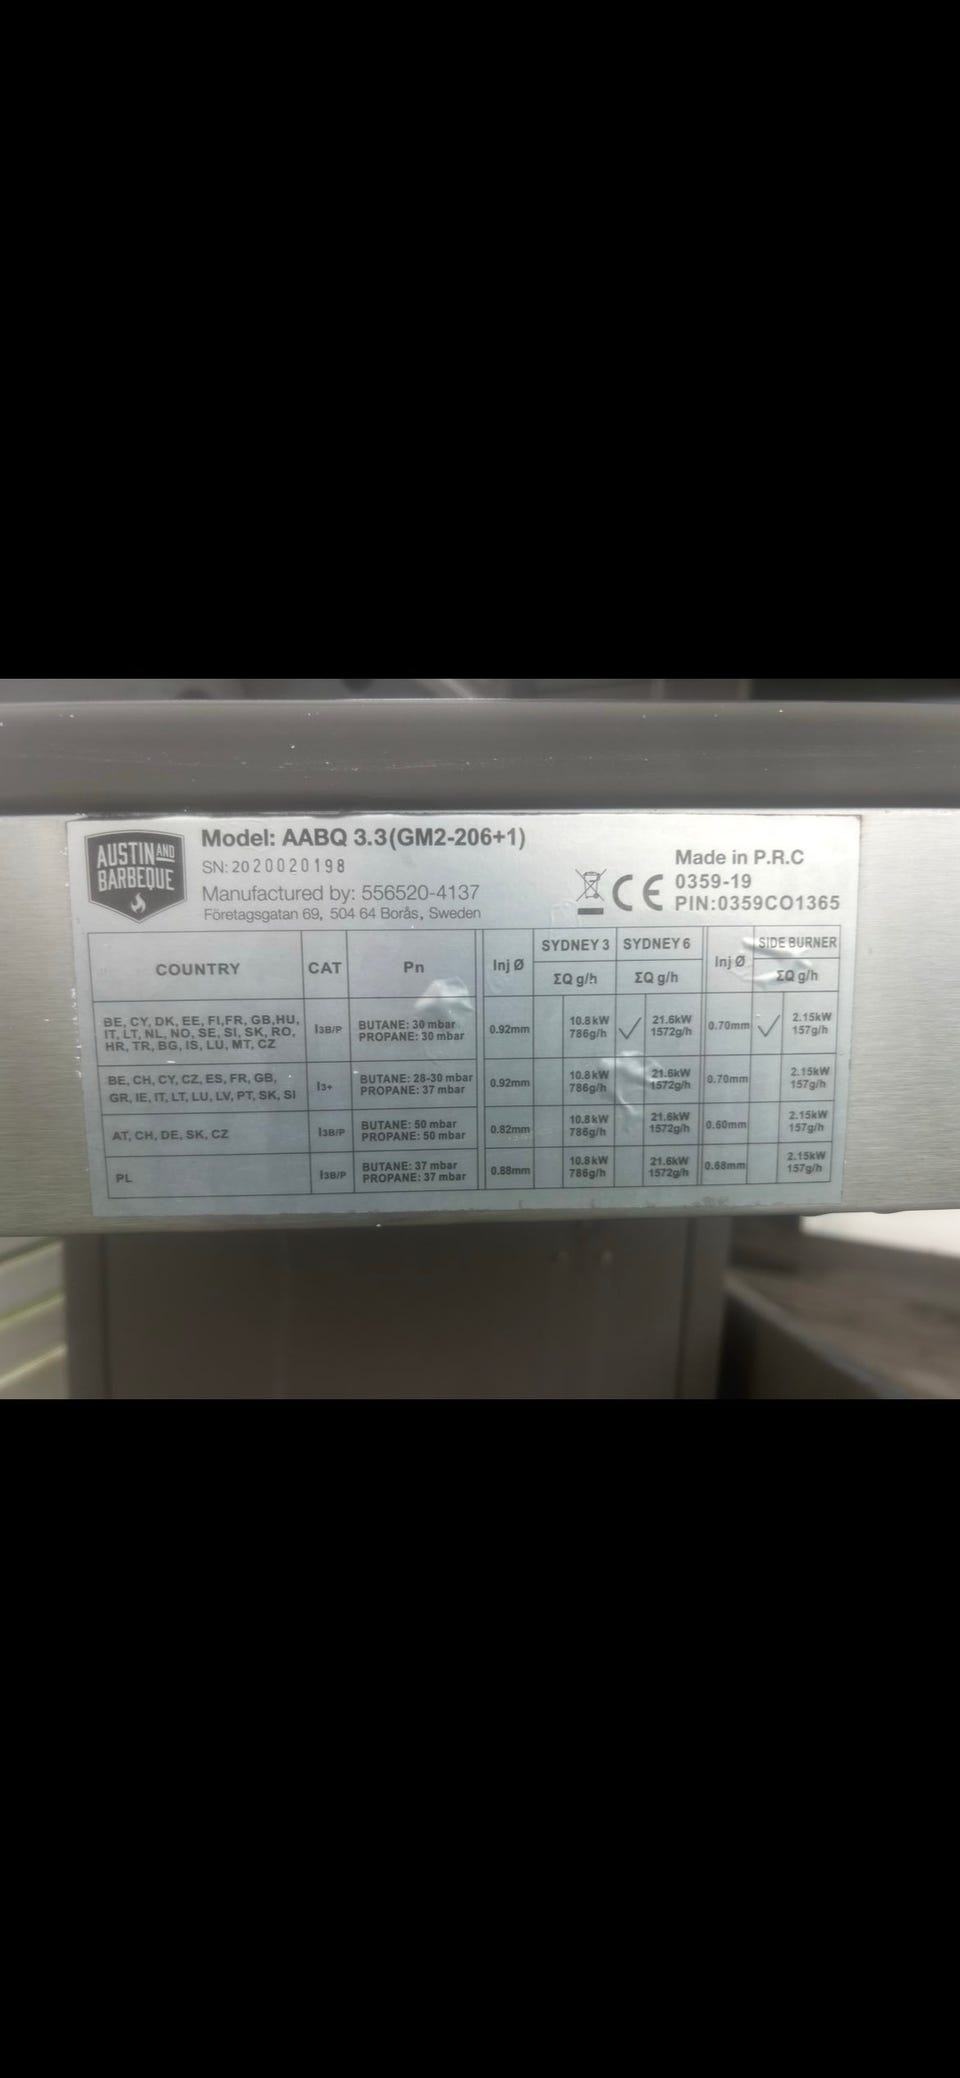 AUSTIN AND
BARBEQUE
Model: AABQ 3.3(GM2-206+1)
SN: 2020020198
Manufactured by: 556520-4137
Företagsgatan 69, 504 64 Borås, Sweden
CE
Made in P.R.C
0359-19
PIN:0359CO1365
COUNTRY CAT Pn Inj Ø SYDNEY 3 SYDNEY 6 Inj Ø SIDE BURNER
ΣQ g/h ΣQ g/h ΣQ g/h
BE, CY, DK, EE, FI,FR, GB,HU,
IT, LT, NL, NO, SE, SI, SK, RO,
HR, TR, BG, IS, LU, MT, CZ
I3B/P
BUTANE: 30 mbar
PROPANE: 30 mbar
0.92mm
10.8kW
786g/h
✓
21.6kW
1572g/h
0.70mm
✓
2.15kW
157g/h
BE, CH, CY, CZ, ES, FR, GB,
GR, IE, IT, LT, LU, LV, PT, SK, SI
I3+
BUTANE: 28-30 mbar
PROPANE: 37 mbar
0.92mm
10.8kW
786g/h
21.6kW
1572g/h
0.70mm
2.15kW
157g/h
AT, CH, DE, SK, CZ
I3B/P
BUTANE: 50 mbar
PROPANE: 50 mbar
0.82mm
10.8kW
786g/h
21.6kW
1572g/h
0.60mm
2.15kW
157g/h
PL
I3B/P
BUTANE: 37 mbar
PROPANE: 37 mbar
0.88mm
10.8kW
786g/h
21.6kW
1572g/h
0.68mm
2.15kW
157g/h